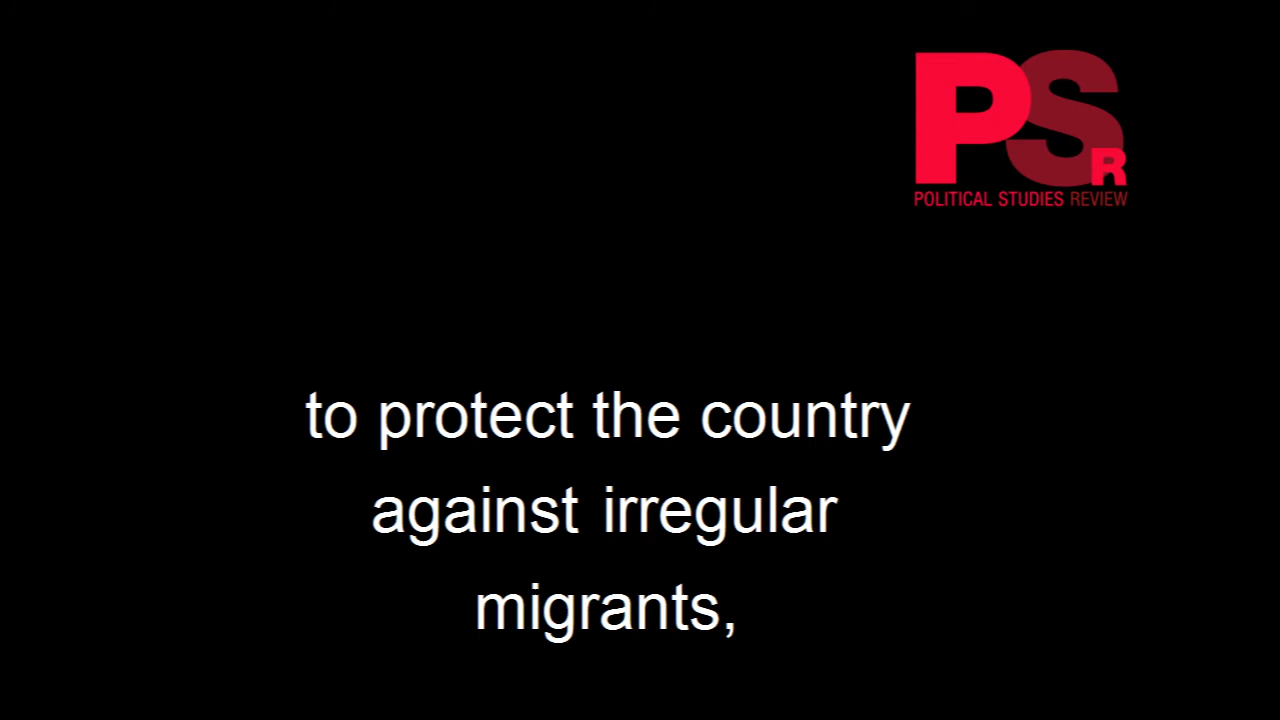 PSR
POLITICAL STUDIES REVIEW
to protect the country
against irregular
migrants,